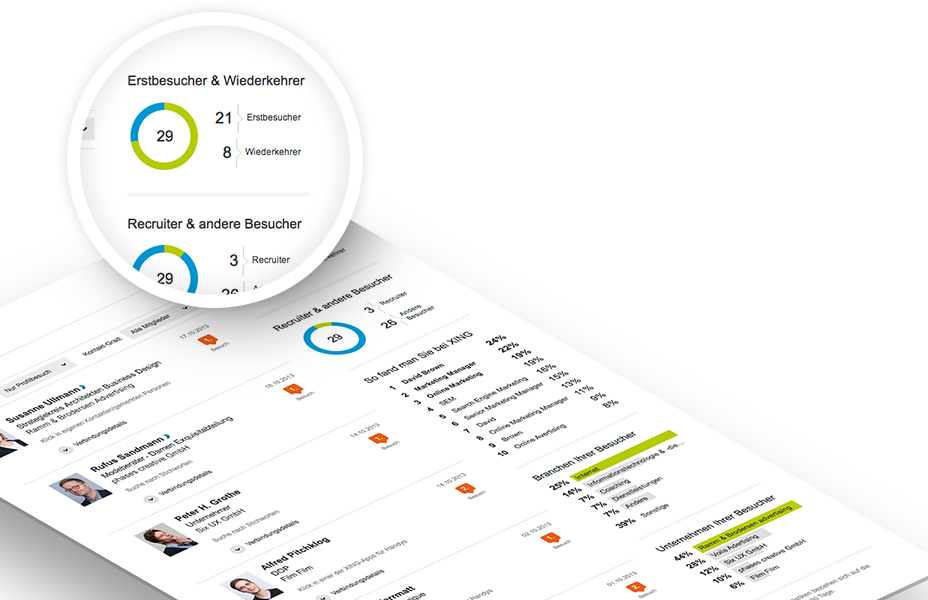 Erstbesucher & Wiederkehrer
29
21 Erstbesucher
8 Wiederkehrer
Recruiter & andere Besucher
29
3 Recruiter
26
Recruiter & andere Besucher
29
3 Recruiter
26 Andere
Besucher
Nur Profilbesuch
Kontakt-Grad:
Alle Mitglieder
17.10.2013
1.
Besuch
Susanne Ullmann
Strategiekreis Architekten Business Design
Ramm & Brodersen Advertising
Klick in eigenen Kontakten/gemerkten Personen
Verbindungsdetails
16.10.2013
1.
Besuch
Rufus Sandmann
Modeberater - Damen Exquisitabteilung
phases creative GmbH
Suche nach Stichworten
Verbindungsdetails
14.10.2013
1.
Besuch
Peter H. Grothe
Unternehmer
Six UX GmbH
Suche nach Stichworten
Verbindungsdetails
14.10.2013
2.
Besuch
Alfred Pitchklog
DOP
Film Film
Klick in einer der XING-Apps für Handys
Verbindungsdetails
02.10.2013
1.
Besuch
01.10.2013
2.
Besuch
So fand man Sie bei XING
1 David Brown 24%
2 Marketing Manager 22%
3 Online Marketing 19%
4 SEM 19%
5 Search Engine Marketing 16%
6 Senior Marketing Manager 15%
7 David 13%
8 Online Marketing Manager 11%
9 Brown 9%
10 Online Avertising 6%
Branchen Ihrer Besucher
25% Internet
14% Informationstechnologie & -die...
7% Coaching
7% Dienstleistungen
7% Andere
39% Sonstige
Unternehmen Ihrer Besucher
44% Ramm & Brodersen advertising
28% Voila Adertising
12% Six UX GmbH
10% phases creative GmbH
6% Film Film